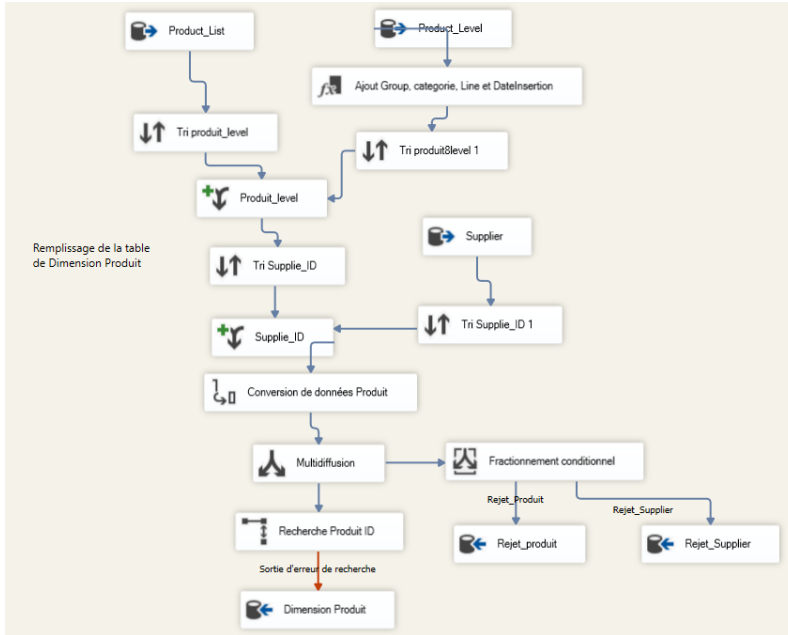 Product_List
Product_Level
Ajout Group, categorie, Line et DateInsertion
Tri produit_level
Tri produit8level 1
Produit_level
Supplier
Remplissage de la table
de Dimension Produit
Tri Supplie_ID
Supplie_ID
Tri Supplie_ID 1
Conversion de données Produit
Multidiffusion
Fractionnement conditionnel
Rejet_Produit
Rejet_Supplier
Recherche Produit ID
Rejet_produit
Rejet_Supplier
Sortie d'erreur de recherche
Dimension Produit